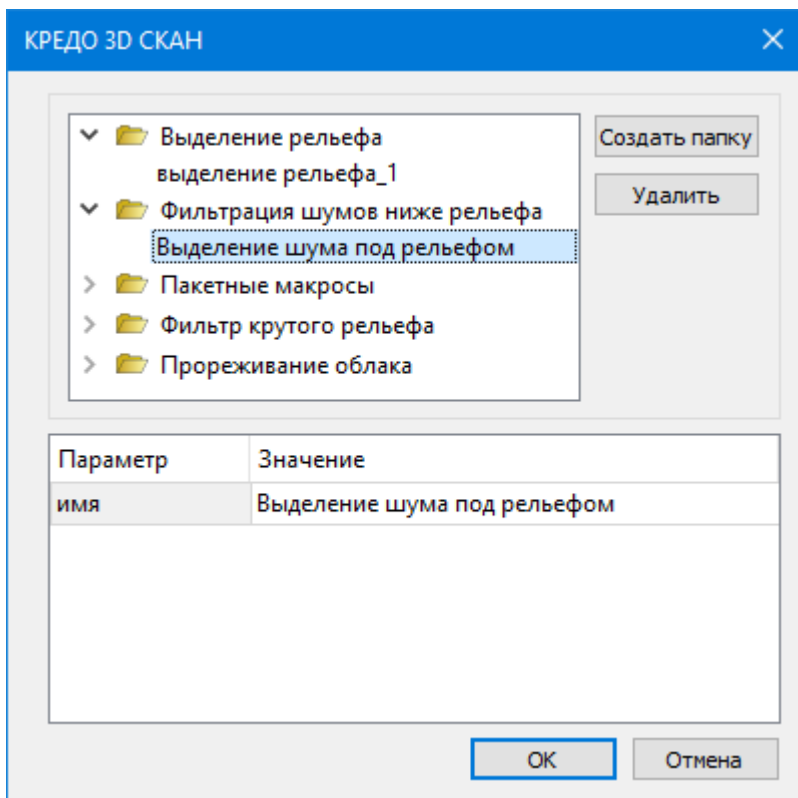 КРЕДО 3D СКАН
Выделение рельефа
выделение рельефа_1
Фильтрация шумов ниже рельефа
Выделение шума под рельефом
Пакетные макросы
Фильтр крутого рельефа
Прореживание облака
Создать папку
Удалить
Параметр Значение
имя Выделение шума под рельефом
ОК Отмена